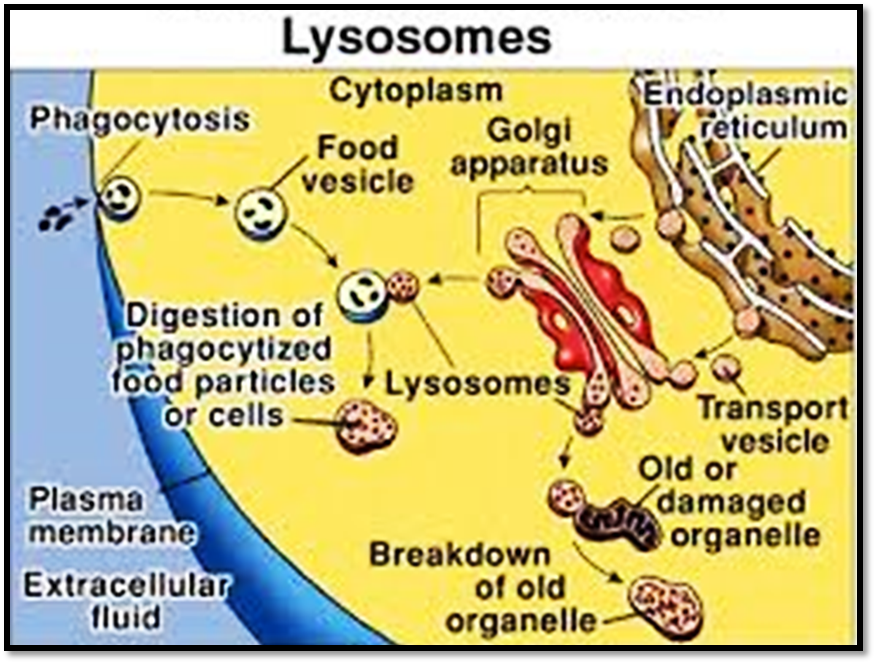 Lysosomes
Cytoplasm
Endoplasmic
reticulum
Phagocytosis
Golgi
apparatus
Food
vesicle
Digestion of
phagocytized
food particles
or cells
Lysosomes
Transport
vesicle
Old or
damaged
organelle
Plasma
membrane
Breakdown
of old
organelle
Extracellular
fluid